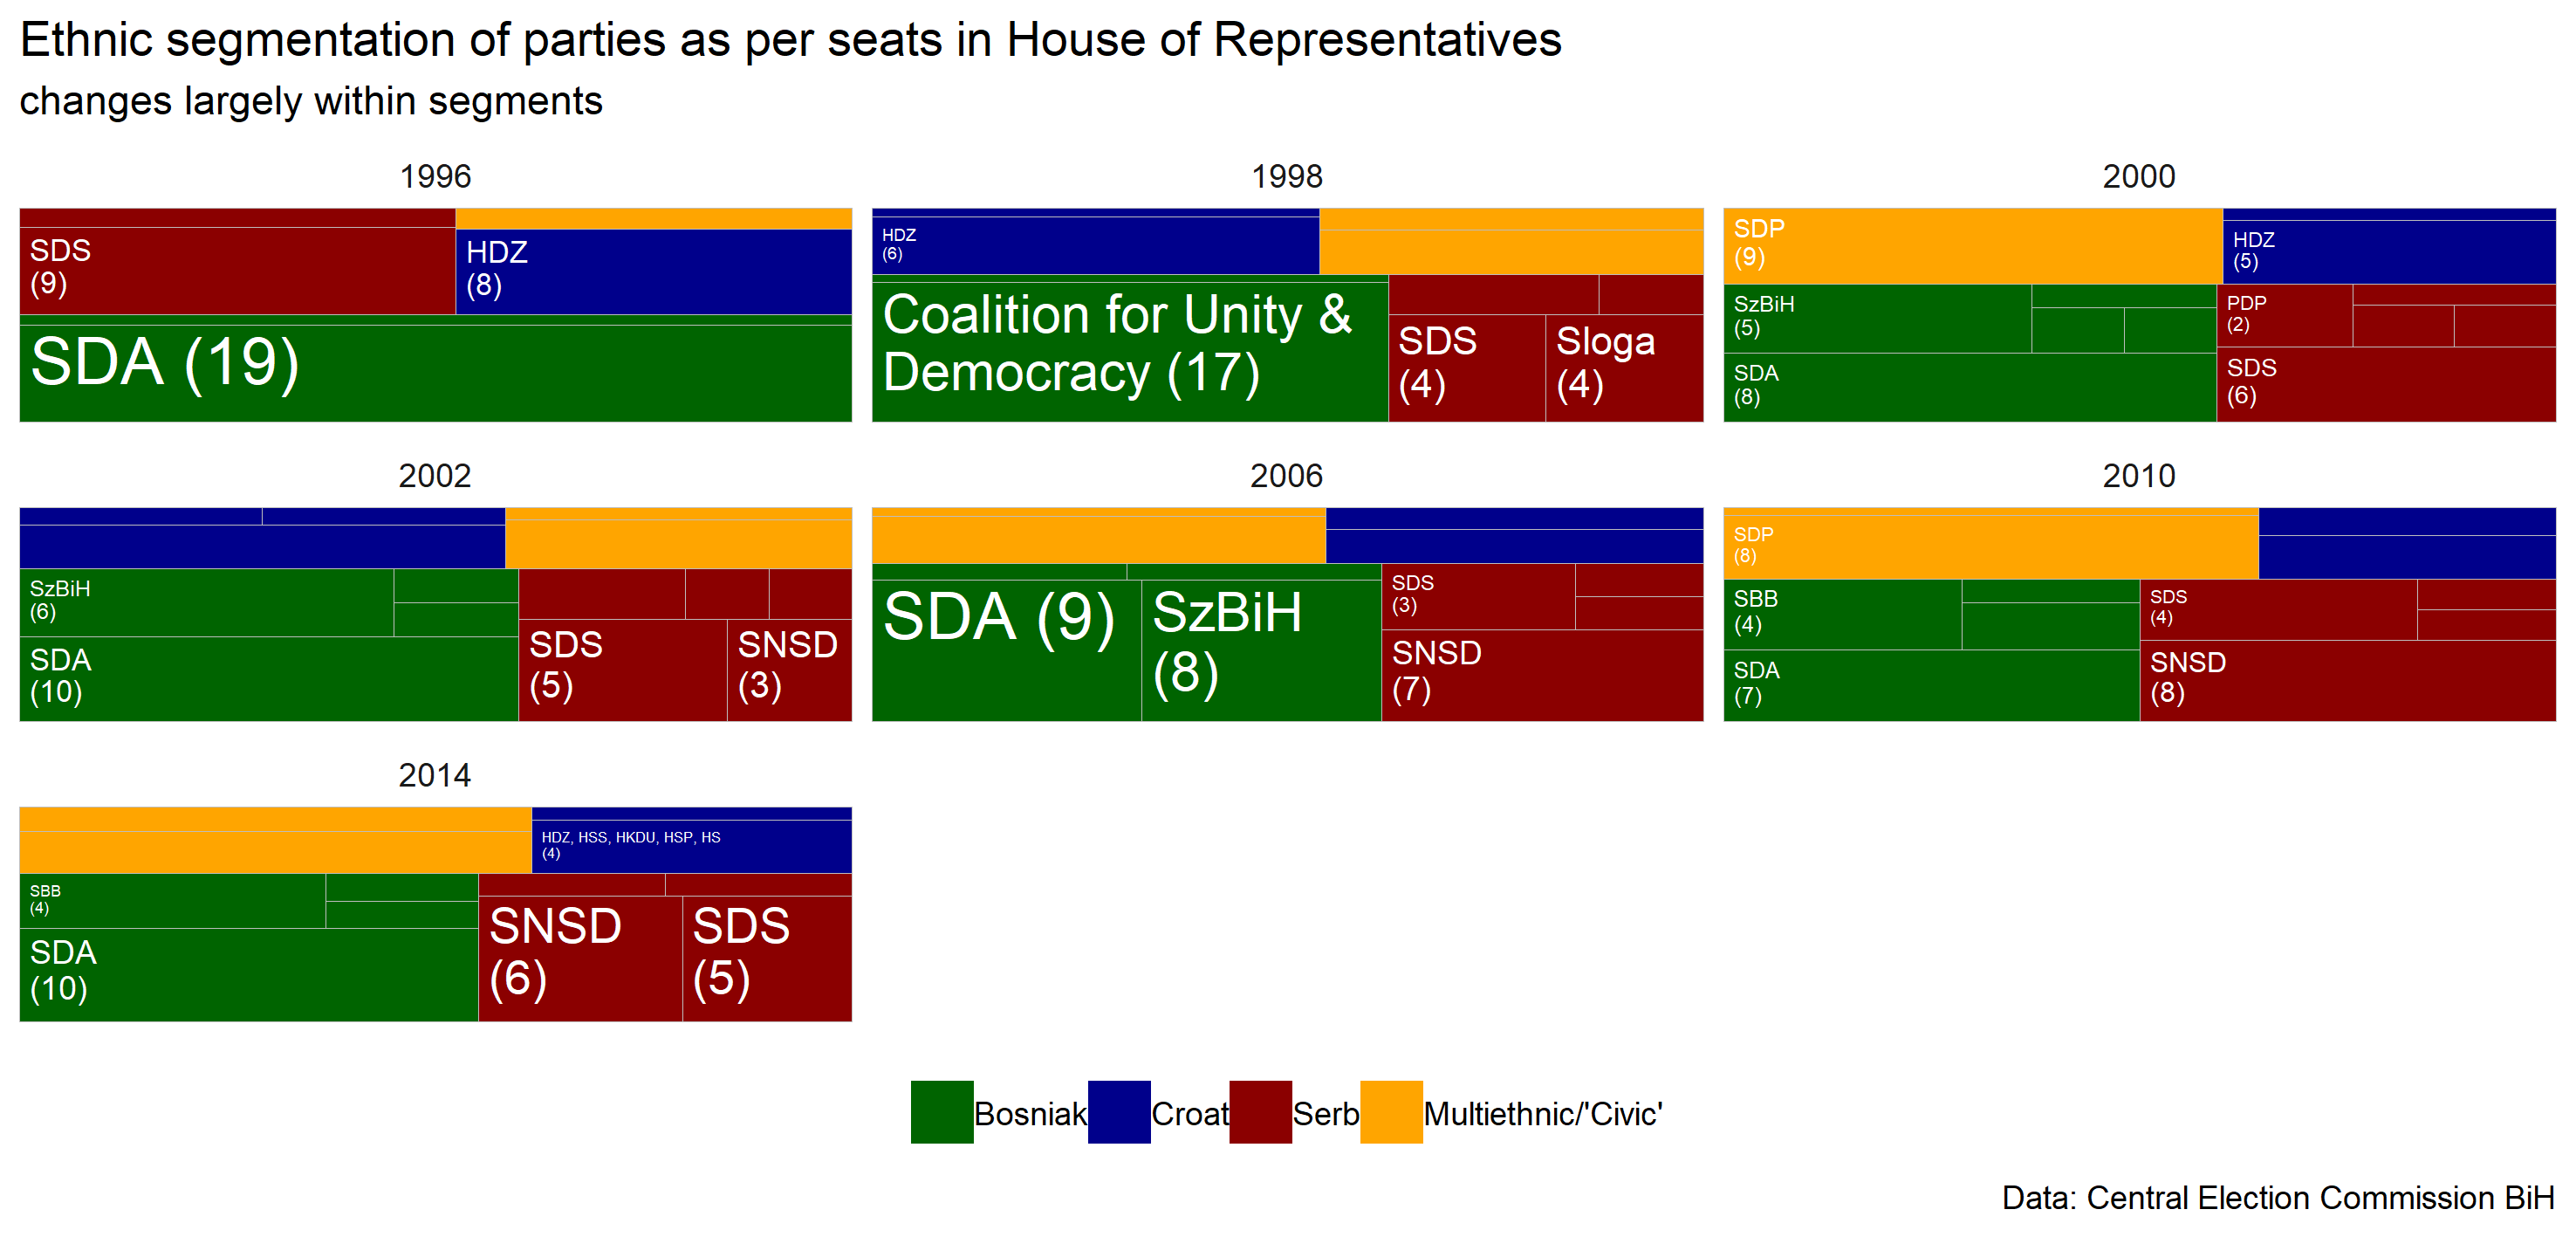 Ethnic segmentation of parties as per seats in House of Representatives
changes largely within segments
1996
SDS
(9)
HDZ
(8)
SDA (19)
1998
HDZ
(6)
Coalition for Unity &
Democracy (17)
SDS
(4)
Sloga
(4)
2000
SDP
(9)
HDZ
(5)
SzBiH
(5)
PDP
(2)
SDA
(8)
SDS
(6)
2002
SzBiH
(6)
SDA
(10)
SDS
(5)
SNSD
(3)
2006
SDA (9)
SzBiH
(8)
SDS
(3)
SNSD
(7)
2010
SDP
(8)
SBB
(4)
SDS
(4)
SDA
(7)
SNSD
(8)
2014
HDZ, HSS, HKDU, HSP, HS
(4)
SBB
(4)
SDA
(10)
SNSD
(6)
SDS
(5)
Bosniak Croat Serb Multiethnic/'Civic'
Data: Central Election Commission BiH